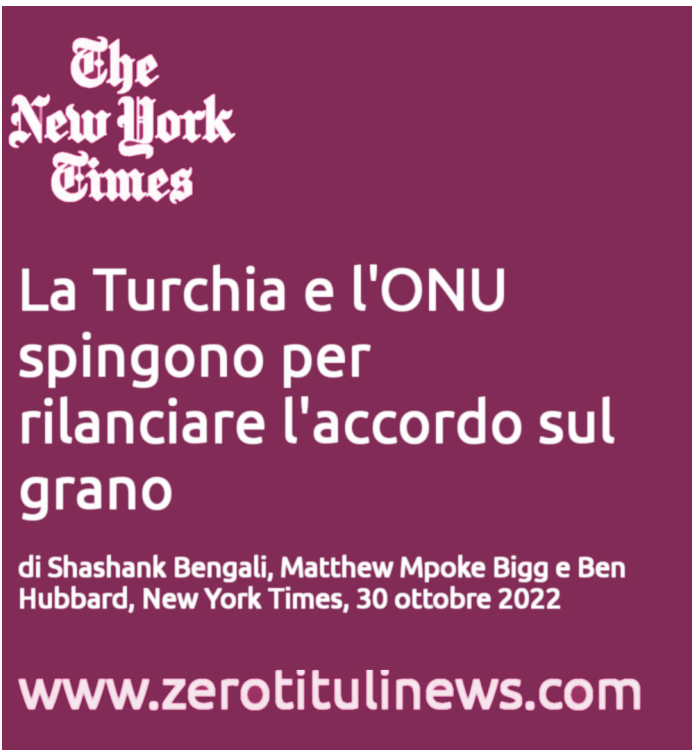 The
New York
Times
La Turchia e l'ONU
spingono per
rilanciare l'accordo sul
grano
di Shashank Bengali, Matthew Mpoke Bigg e Ben
Hubbard, New York Times, 30 ottobre 2022
www.zerotitulinews.com